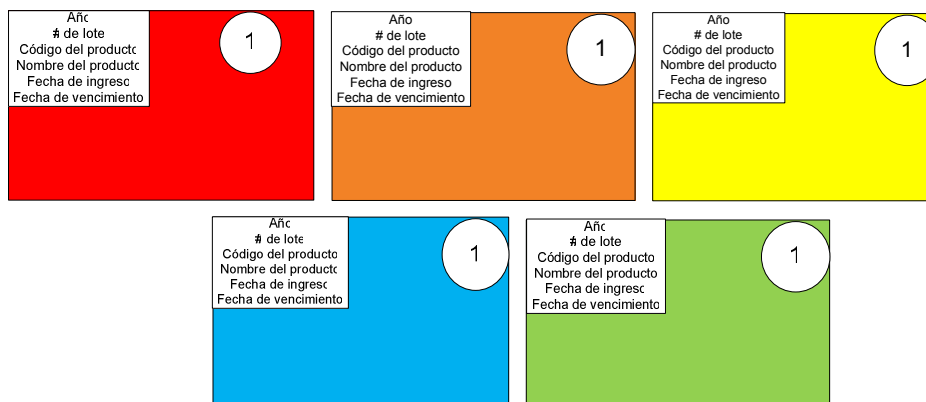 Año
# de lote
Código del producto
Nombre del producto
Fecha de ingreso
Fecha de vencimiento
1
Año
# de lote
Código del producto
Nombre del producto
Fecha de ingreso
Fecha de vencimiento
1
Año
# de lote
Código del producto
Nombre del producto
Fecha de ingreso
Fecha de vencimiento
1
Año
# de lote
Código del producto
Nombre del producto
Fecha de ingreso
Fecha de vencimiento
1
Año
# de lote
Código del producto
Nombre del producto
Fecha de ingreso
Fecha de vencimiento
1